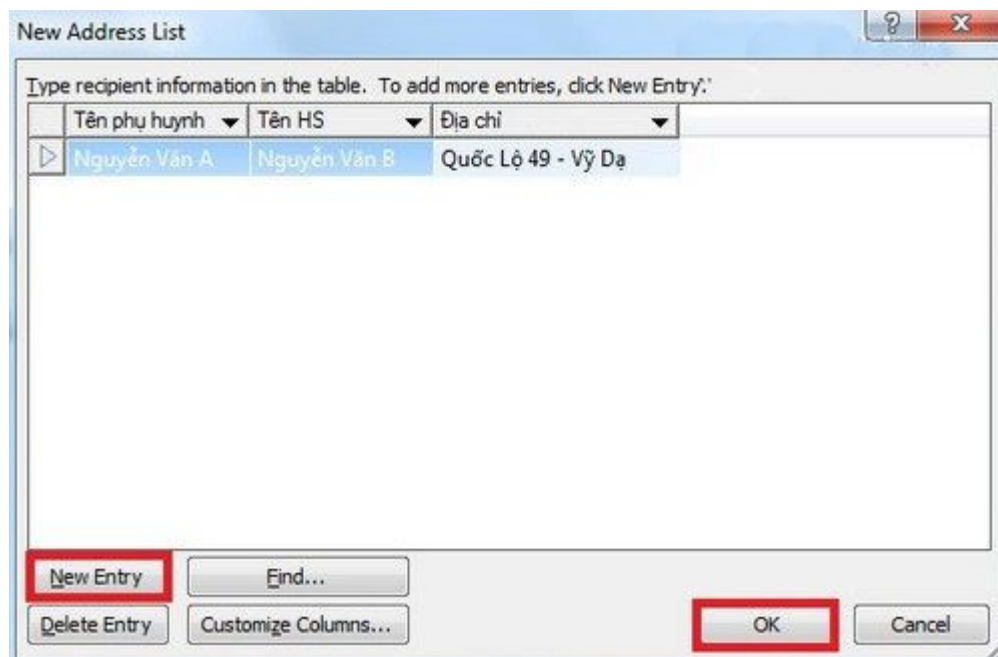 New Address List
Type recipient information in the table. To add more entries, click New Entry.
Tên phụ huynh Tên HS Địa chỉ
Nguyễn Văn A Nguyễn Văn B Quốc Lộ 49 - Vỹ Dạ
New Entry Find...
Delete Entry Customize Columns... OK Cancel